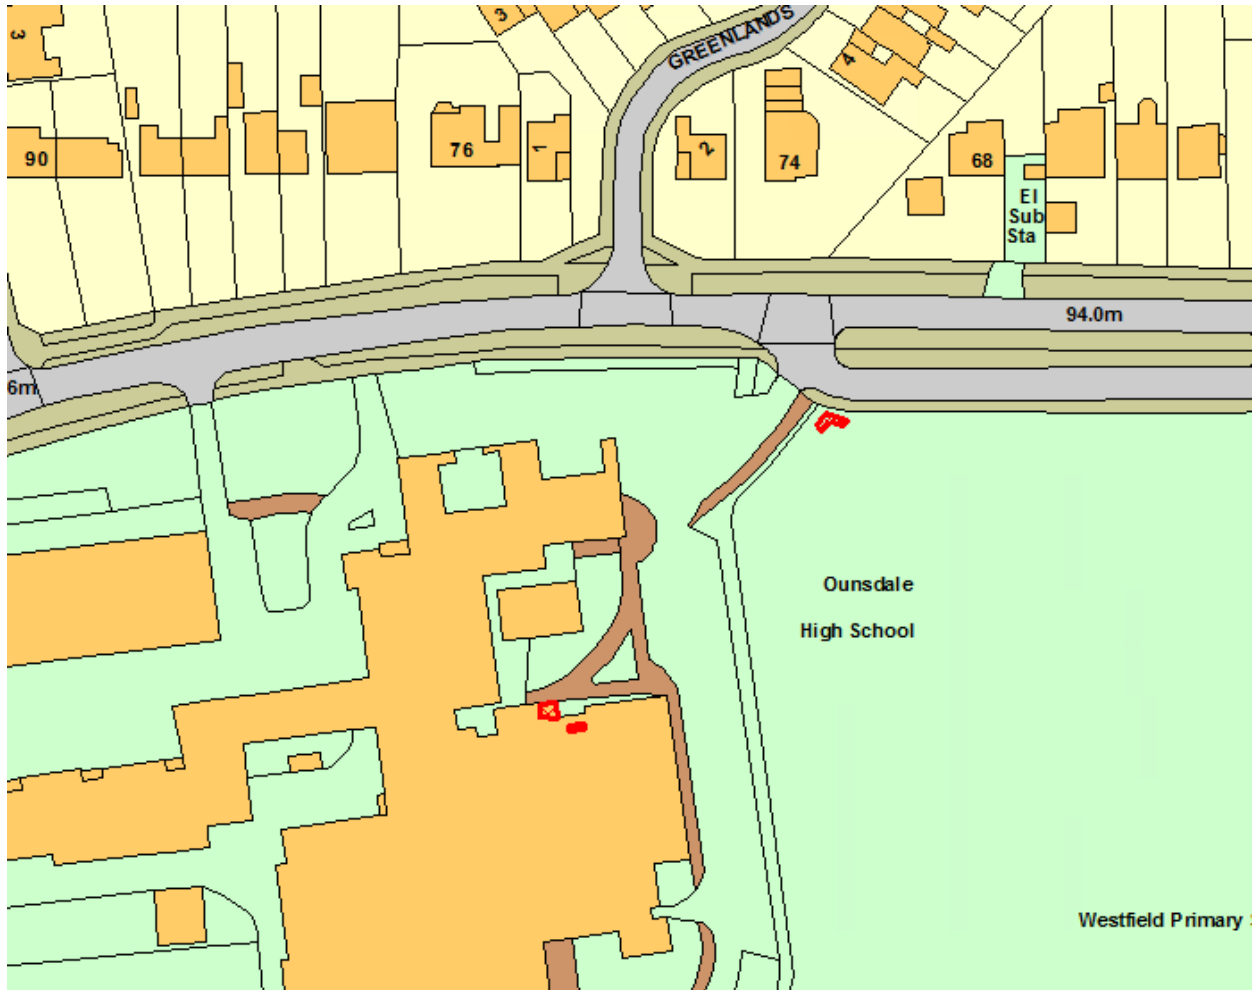 3
3
GREENLANDS
4
90
76
1
2
74
68
El
Sub
Sta
94.0m
6m
Ounsdale
High School
Westfield Primary